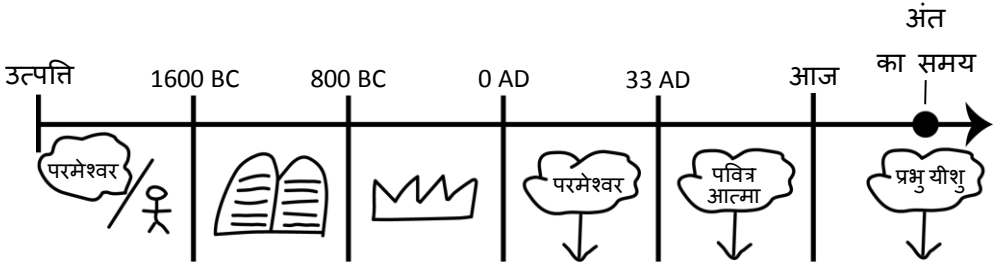 अंत
का समय
उत्पत्ति
1600 BC
800 BC
0 AD
33 AD
आज
परमेश्वर
परमेश्वर
पवित्र
आत्मा
प्रभु यीशु